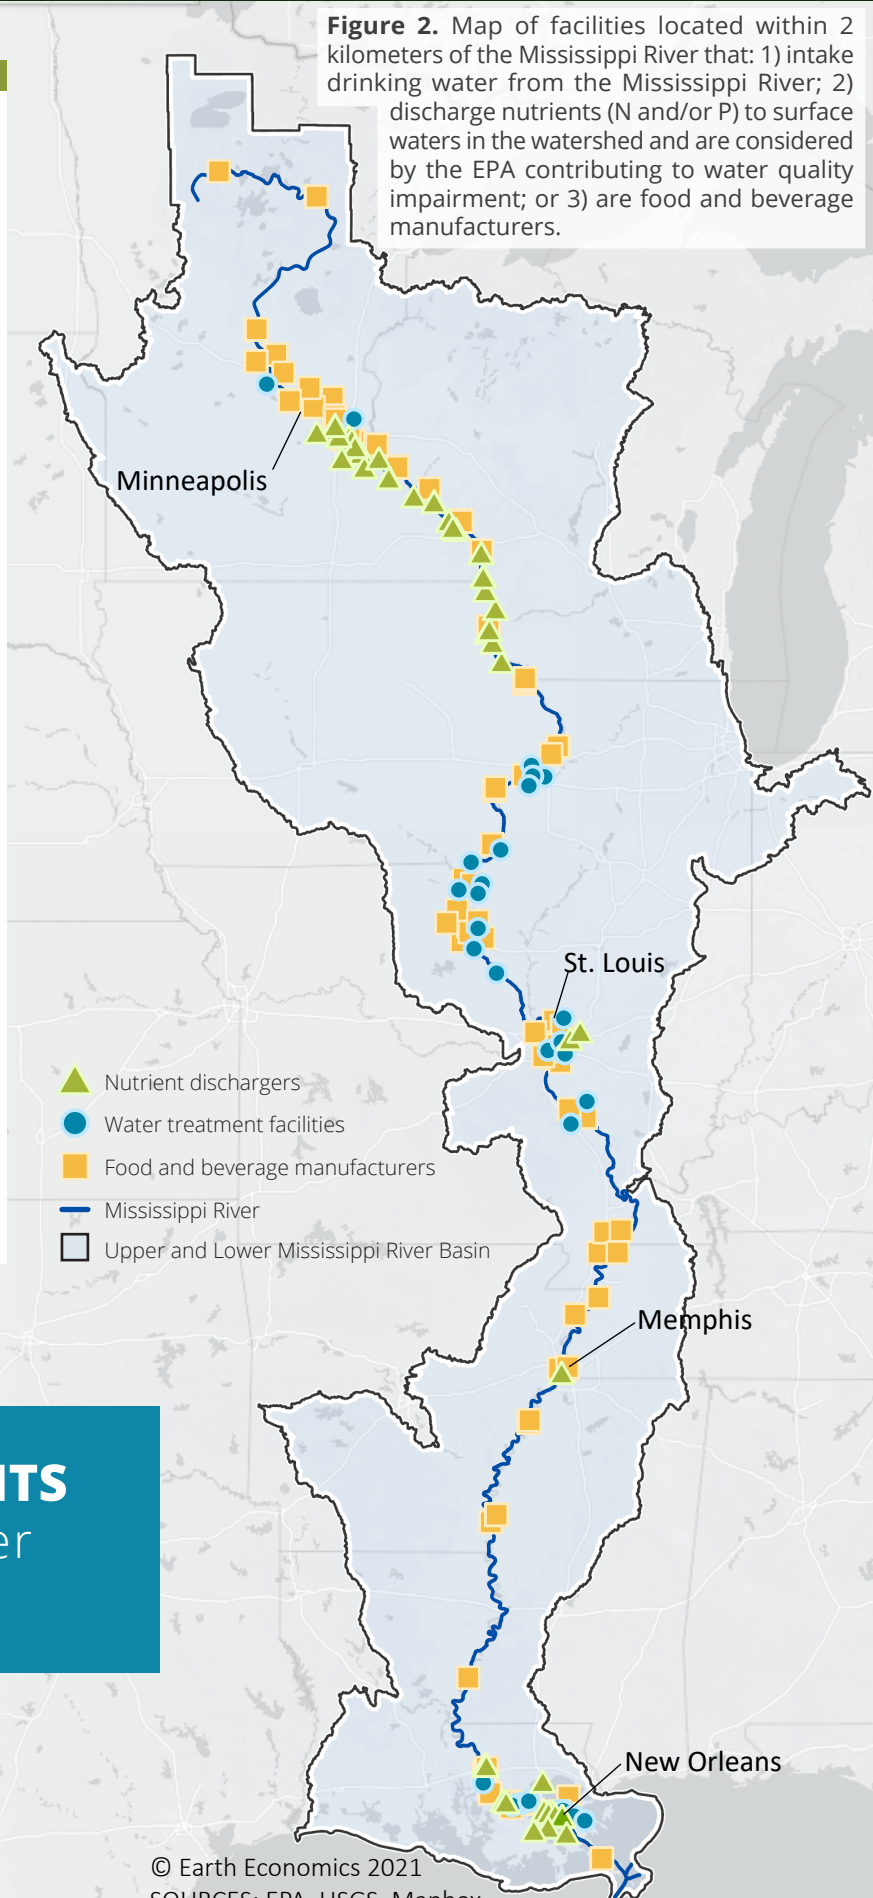 Figure 2. Map of facilities located within 2
kilometers of the Mississippi River that: 1) intake
drinking water from the Mississippi River; 2)
discharge nutrients (N and/or P) to surface
waters in the watershed and are considered
by the EPA contributing to water quality
impairment; or 3) are food and beverage
manufacturers.
Minneapolis
St. Louis
Nutrient dischargers
Water treatment facilities
Food and beverage manufacturers
Mississippi River
Upper and Lower Mississippi River Basin
Memphis
New Orleans
© Earth Economics 2021
SOURCES: EPA, USGS, Mapbox